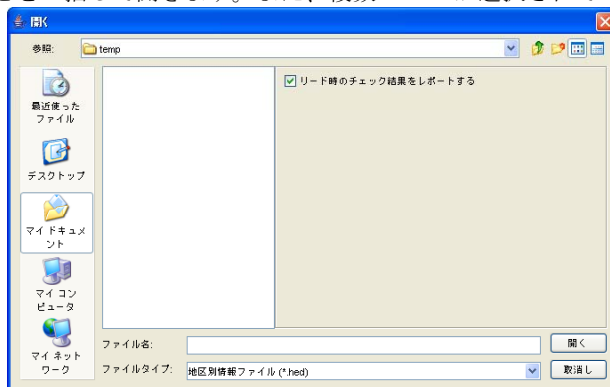 開く
参照: temp
リード時のチェック結果をレポートする
最近使った
ファイル
デスクトップ
マイ ドキュメ
ント
マイ コン
ピュータ
マイ ネット
ワーク
ファイル名:
開く
ファイルタイプ: 地区別情報ファイル (*.hed)
取消し